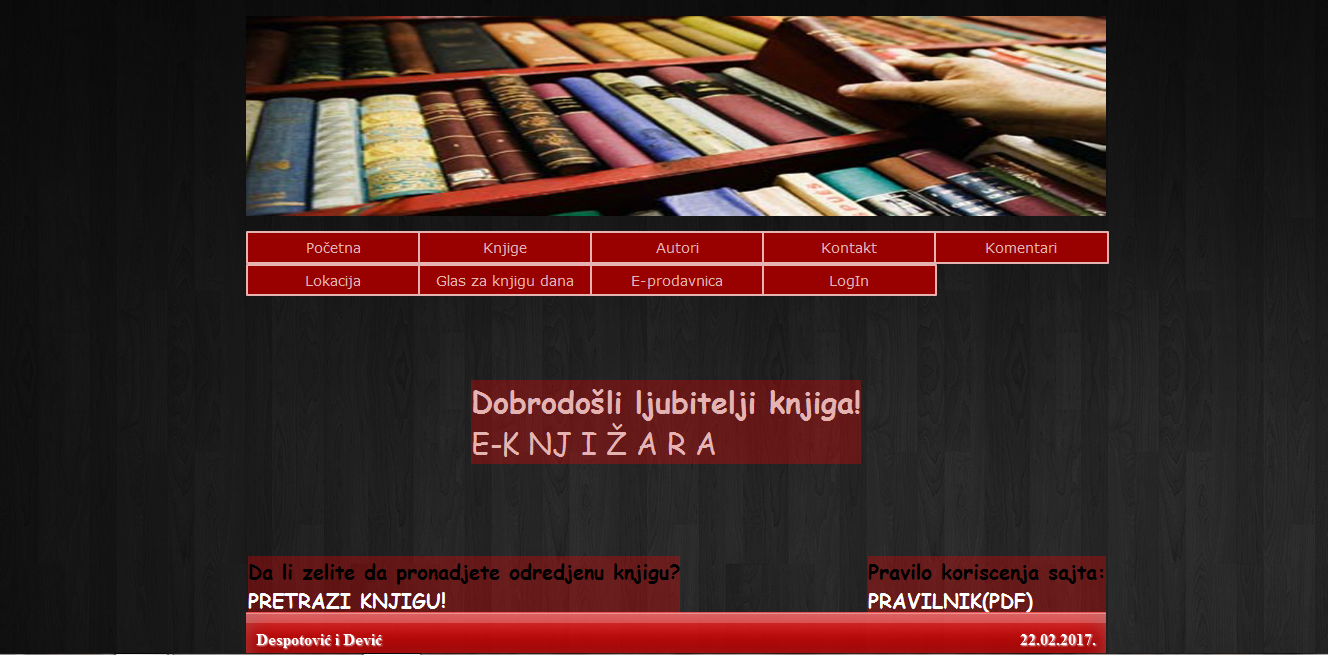 Početna Knjige Autori Kontakt Komentari
Lokacija Glas za knjigu dana E-prodavnica LogIn
Dobrodošli ljubitelji knjiga!
E-K NJ I Ž A R A
Da li zelite da pronadjete odredjenu knjigu?
PRETRAZI KNJIGU!
Pravilo koriscenja sajta:
PRAVILNIK(PDF)
Despotović i Dević 22.02.2017.